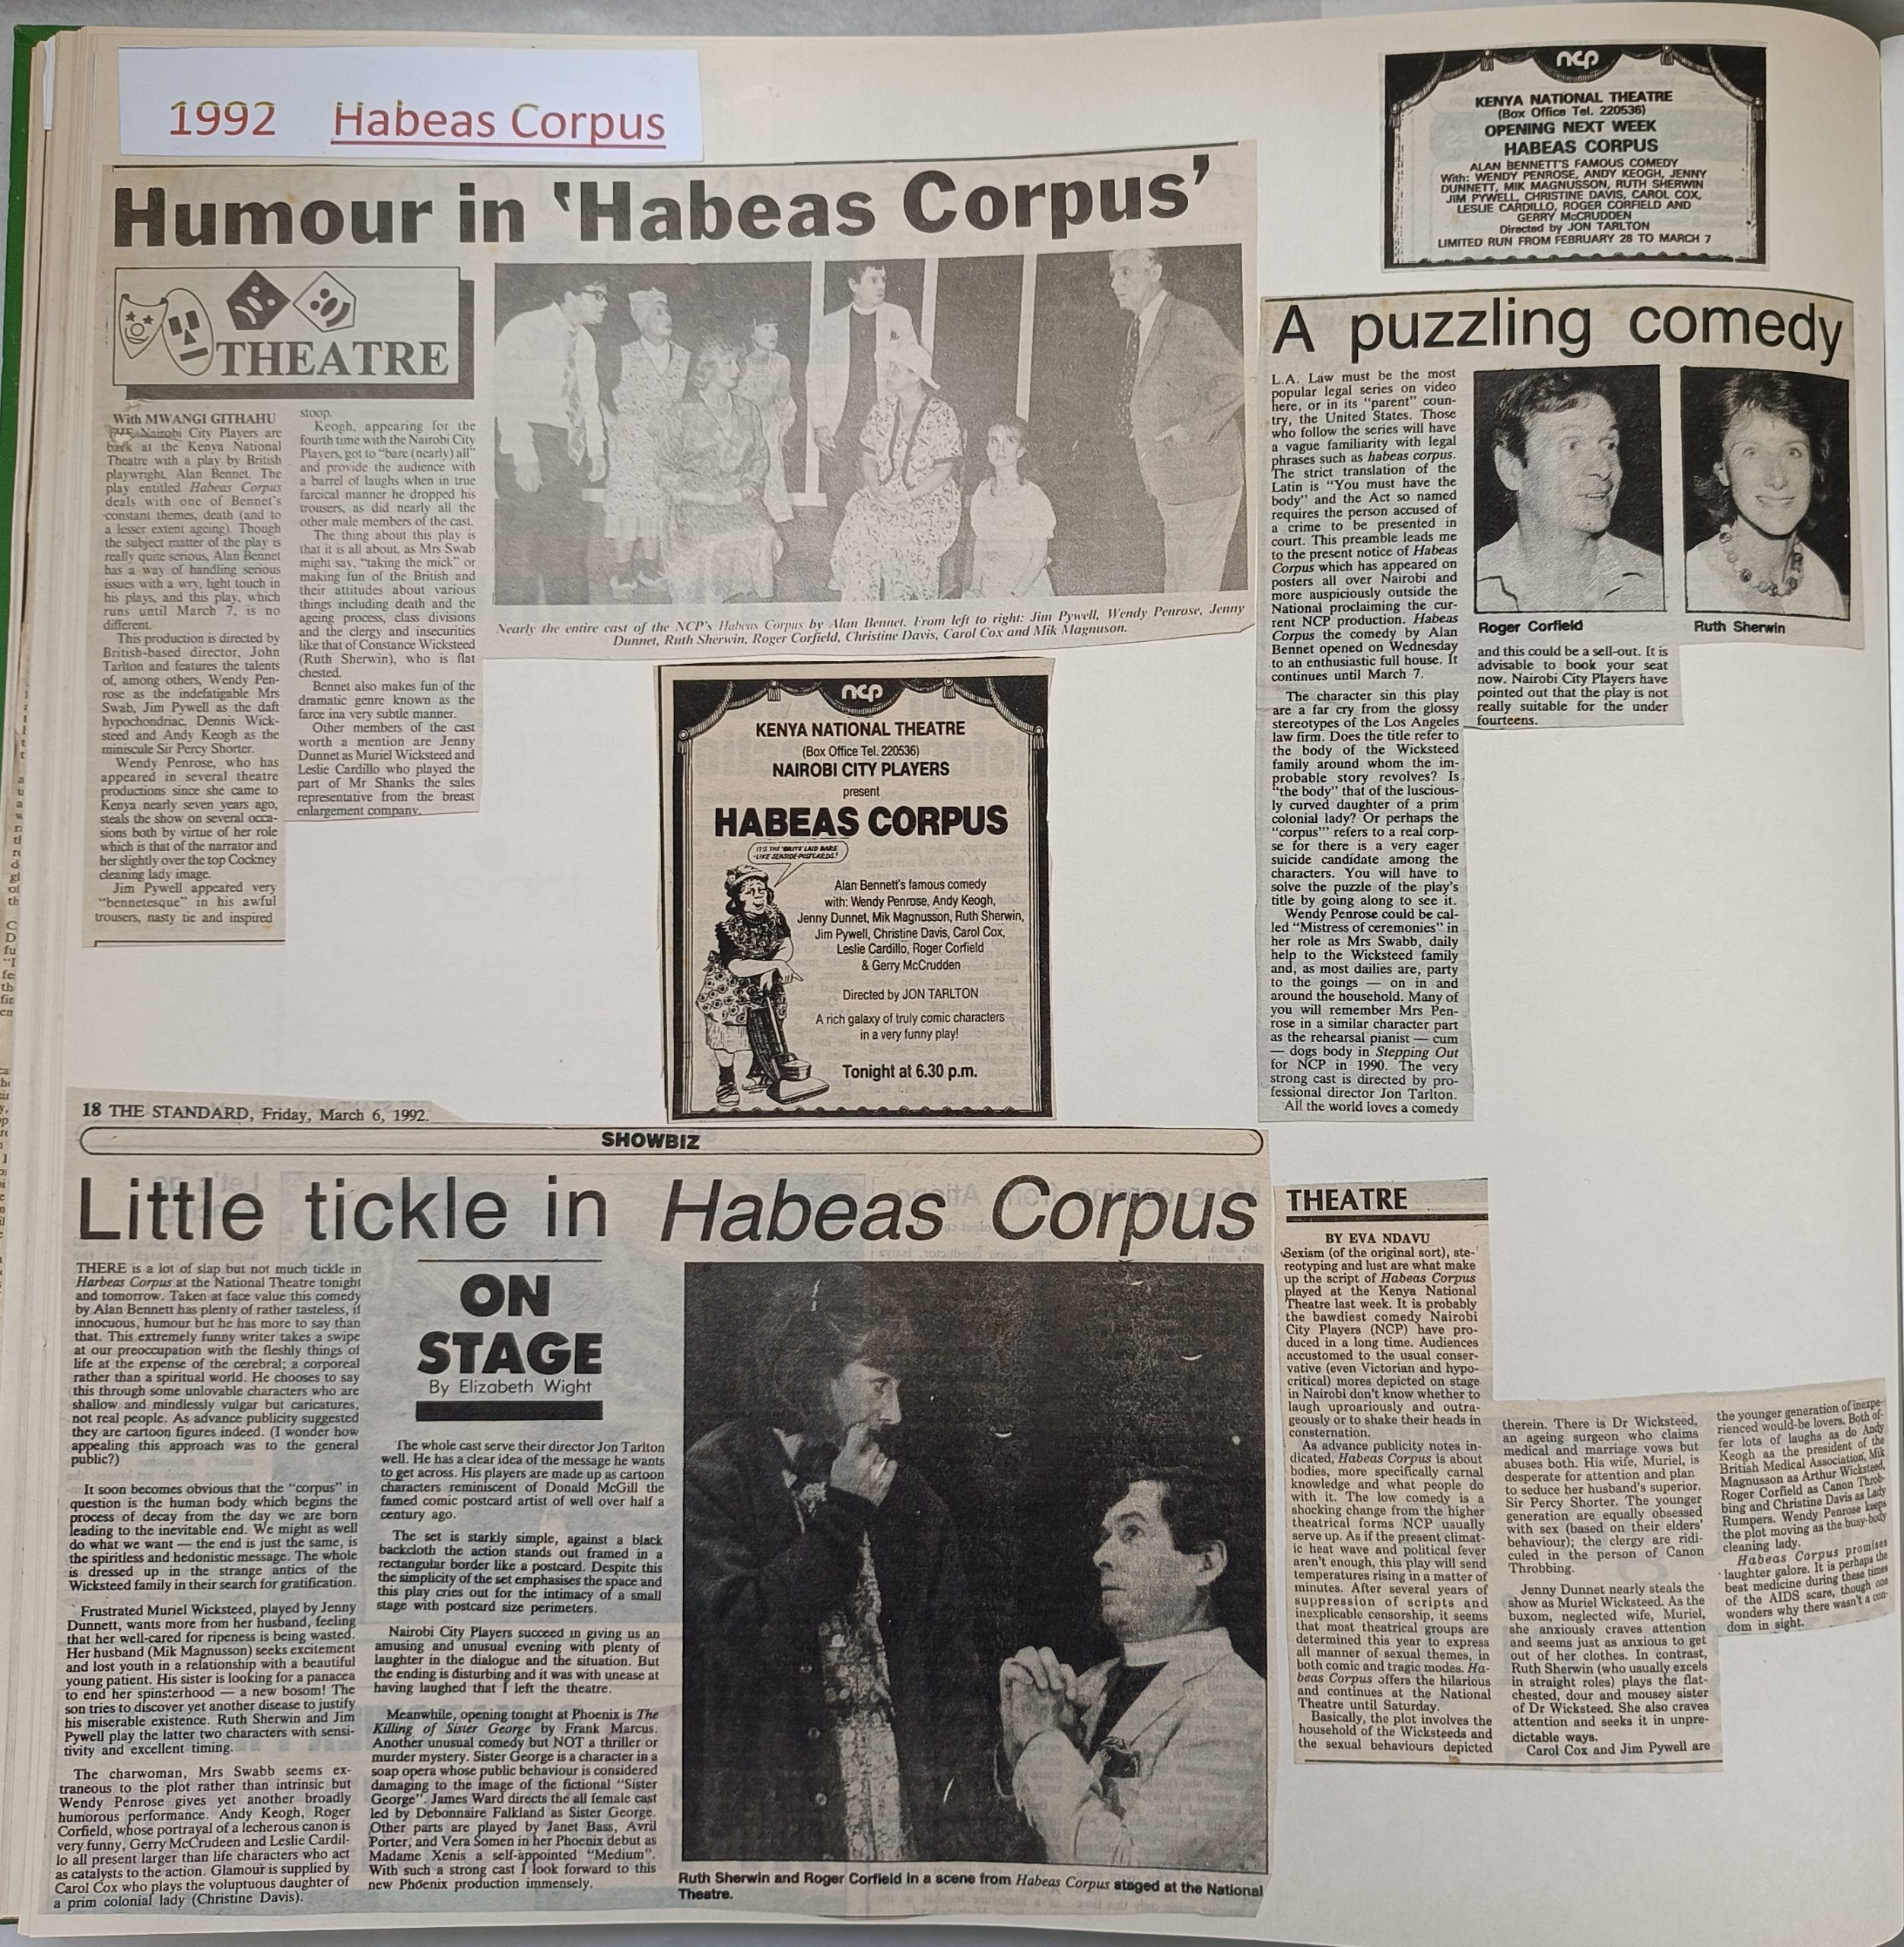 1992 Habeas Corpus
Humour in 'Habeas Corpus'
THEATRE
With MWANGI GITHAHU
THE Nairobi City Players are
back at the Kenya National
Theatre with a play by British
playwright, Alan Bennet. The
play entitled Habeas Corpus
deals with one of Bennet's
constant themes, death (and to
a lesser extent ageing). Though
the subject matter of the play is
really quite serious, Alan Bennet
has a way of handling serious
issues with a wry, light touch in
his plays, and this play, which
runs until March 7, is no
different.
This production is directed by
British-based director, John
Tarlton and features the talents
of, among others, Wendy Pen-
rose as the indefatigable Mrs
Swab, Jim Pywell as the daft
hypochondriac, Dennis Wick-
steed and Andy Keogh as the
miniscule Sir Percy Shorter.
Wendy Penrose, who has
appeared in several theatre
productions since she came to
Kenya nearly seven years ago,
steals the show on several occa-
sions both by virtue of her role
which is that of the narrator and
her slightly over the top Cockney
cleaning lady image.
Jim Pywell appeared very
"bennetesque" in his awful
trousers, nasty tie and inspired
stoop.
Keogh, appearing for the
fourth time with the Nairobi City
Players, got to "bare (nearly) all"
and provide the audience with
a barrel of laughs when in true
farcical manner he dropped his
trousers, as did nearly all the
other male members of the cast.
The thing about this play is
that it is all about, as Mrs Swab
might say, "taking the mick" or
making fun of the British and
their attitudes about various
things including death and the
ageing process, class divisions
and the clergy and insecurities
like that of Constance Wicksteed
(Ruth Sherwin), who is flat
chested.
Bennet also makes fun of the
dramatic genre known as the
farce ina very subtle manner.
Other members of the cast
worth a mention are Jenny
Dunnet as Muriel Wicksteed and
Leslie Cardillo who played the
part of Mr Shanks the sales
representative from the breast
enlargement company.
Nearly the entire cast of the NCP's Habeas Corpus by Alan Bennet. From left to right: Jim Pywell, Wendy Penrose, Jenny
Dunnet, Ruth Sherwin, Roger Corfield, Christine Davis, Carol Cox and Mik Magnuson.
ncp
KENYA NATIONAL THEATRE
(Box Office Tel. 220536)
OPENING NEXT WEEK
HABEAS CORPUS
ALAN BENNETT'S FAMOUS COMEDY
With: WENDY PENROSE, ANDY KEOGH, JENNY
DUNNETT, MIK MAGNUSSON, RUTH SHERWIN
JIM PYWELL, CHRISTINE DAVIS, CAROL COX,
LESLIE CARDILLO, ROGER CORFIELD AND
GERRY McCRUDDEN
Directed by JON TARLTON
LIMITED RUN FROM FEBRUARY 26 TO MARCH 7
A puzzling comedy
L.A. Law must be the most
popular legal series on video
here, or in its "parent" coun-
try, the United States. Those
who follow the series will have
a vague familiarity with legal
phrases such as habeas corpus.
The strict translation of the
Latin is "You must have the
body" and the Act so named
requires the person accused of
a crime to be presented in
court. This preamble leads me
to the present notice of Habeas
Corpus which has appeared on
posters all over Nairobi and
more auspiciously outside the
National proclaiming the cur-
rent NCP production. Habeas
Corpus the comedy by Alan
Bennet opened on Wednesday
to an enthusiastic full house. It
continues until March 7.
The character sin this play
are a far cry from the glossy
stereotypes of the Los Angeles
law firm. Does the title refer to
the body of the Wicksteed
family around whom the im-
probable story revolves? Is
"the body" that of the luscious-
ly curved daughter of a prim
colonial lady? Or perhaps the
"corpus"' refers to a real corp-
se for there is a very eager
suicide candidate among the
characters. You will have to
solve the puzzle of the play's
title by going along to see it.
Wendy Penrose could be cal-
led "Mistress of ceremonies" in
her role as Mrs Swabb, daily
help to the Wicksteed family
and, as most dailies are, party
to the goings — on in and
around the household. Many of
you will remember Mrs Pen-
rose in a similar character part
as the rehearsal pianist — cum
— dogs body in Stepping Out
for NCP in 1990. The very
strong cast is directed by pro-
fessional director Jon Tarlton.
All the world loves a comedy
Roger Corfield
Ruth Sherwin
and this could be a sell-out. It is
advisable to book your seat
now. Nairobi City Players have
pointed out that the play is not
really suitable for the under
fourteens.
ncp
KENYA NATIONAL THEATRE
(Box Office Tel. 220536)
NAIROBI CITY PLAYERS
present
HABEAS CORPUS
IT'S THE 'BRITS' LAID BARE
-LIKE SEASIDE-POSTCARDS!
Alan Bennett's famous comedy
with: Wendy Penrose, Andy Keogh,
Jenny Dunnet, Mik Magnusson, Ruth Sherwin,
Jim Pywell, Christine Davis, Carol Cox,
Leslie Cardillo, Roger Corfield
& Gerry McCrudden
Directed by JON TARLTON
A rich galaxy of truly comic characters
in a very funny play!
Tonight at 6.30 p.m.
18 THE STANDARD, Friday, March 6, 1992.
SHOWBIZ
Little tickle in Habeas Corpus
THERE is a lot of slap but not much tickle in
Harbeas Corpus at the National Theatre tonight
and tomorrow. Taken at face value this comedy
by Alan Bennett has plenty of rather tasteless, if
innocuous, humour but he has more to say than
that. This extremely funny writer takes a swipe
at our preoccupation with the fleshly things of
life at the expense of the cerebral; a corporeal
rather than a spiritual world. He chooses to say
this through some unlovable characters who are
shallow and mindlessly vulgar but caricatures,
not real people. As advance publicity suggested
they are cartoon figures indeed. (I wonder how
appealing this approach was to the general
public?)
It soon becomes obvious that the "corpus" in
question is the human body which begins the
process of decay from the day we are born
leading to the inevitable end. We might as well
do what we want — the end is just the same, is
the spiritless and hedonistic message. The whole
is dressed up in the strange antics of the
Wicksteed family in their search for gratification.
Frustrated Muriel Wicksteed, played by Jenny
Dunnett, wants more from her husband, feeling
that her well-cared for ripeness is being wasted.
Her husband (Mik Magnusson) seeks excitement
and lost youth in a relationship with a beautiful
young patient. His sister is looking for a panacea
to end her spinsterhood — a new bosom! The
son tries to discover yet another disease to justify
his miserable existence. Ruth Sherwin and Jim
Pywell play the latter two characters with sensi-
tivity and excellent timing.
The charwoman, Mrs Swabb seems ex-
traneous to the plot rather than intrinsic but
Wendy Penrose gives yet another broadly
humorous performance. Andy Keogh, Roger
Corfield, whose portrayal of a lecherous canon is
very funny, Gerry McCrudeen and Leslie Cardil-
lo all present larger than life characters who act
as catalysts to the action. Glamour is supplied by
Carol Cox who plays the voluptuous daughter of
a prim colonial lady (Christine Davis).
ON
STAGE
By Elizabeth Wight
The whole cast serve their director Jon Tarlton
well. He has a clear idea of the message he wants
to get across. His players are made up as cartoon
characters reminiscent of Donald McGill the
famed comic postcard artist of well over half a
century ago.
The set is starkly simple, against a black
backcloth the action stands out framed in a
rectangular border like a postcard. Despite this
the simplicity of the set emphasises the space and
this play cries out for the intimacy of a small
stage with postcard size perimeters.
Nairobi City Players succeed in giving us an
amusing and unusual evening with plenty of
laughter in the dialogue and the situation. But
the ending is disturbing and it was with unease at
having laughed that I left the theatre.
Meanwhile, opening tonight at Phoenix is The
Killing of Sister George by Frank Marcus.
Another unusual comedy but NOT a thriller or
murder mystery. Sister George is a character in a
soap opera whose public behaviour is considered
damaging to the image of the fictional "Sister
George". James Ward directs the all female cast
led by Debonnaire Falkland as Sister George.
Other parts are played by Janet Bass, Avril
Porter, and Vera Somen in her Phoenix debut as
Madame Xenis a self-appointed "Medium".
With such a strong cast I look forward to this
new Phoenix production immensely.
Ruth Sherwin and Roger Corfield in a scene from Habeas Corpus staged at the National
Theatre.
THEATRE
BY EVA NDAVU
Sexism (of the original sort), ste-
reotyping and lust are what make
up the script of Habeas Corpus
played at the Kenya National
Theatre last week. It is probably
the bawdiest comedy Nairobi
City Players (NCP) have pro-
duced in a long time. Audiences
accustomed to the usual conser-
vative (even Victorian and hypo-
critical) mores depicted on stage
in Nairobi don't know whether to
laugh uproariously and outra-
geously or to shake their heads in
consternation.
As advance publicity notes in-
dicated, Habeas Corpus is about
bodies, more specifically carnal
knowledge and what people do
with it. The low comedy is a
shocking change from the higher
theatrical forms NCP usually
serve up. As if the present climat-
ic heat wave and political fever
aren't enough, this play will send
temperatures rising in a matter of
minutes. After several years of
suppression of scripts and
inexplicable censorship, it seems
that most theatrical groups are
determined this year to express
all manner of sexual themes, in
both comic and tragic modes. Ha-
beas Corpus offers the hilarious
and continues at the National
Theatre until Saturday.
Basically, the plot involves the
household of the Wicksteeds and
the sexual behaviours depicted
therein. There is Dr Wicksteed,
an ageing surgeon who claims
medical and marriage vows but
abuses both. His wife, Muriel, is
desperate for attention and plan
to seduce her husband's superior,
Sir Percy Shorter. The younger
generation are equally obsessed
with sex (based on their elders'
behaviour); the clergy are ridi-
culed in the person of Canon
Throbbing.
Jenny Dunnet nearly steals the
show as Muriel Wicksteed. As the
buxom, neglected wife, Muriel,
she anxiously craves attention
and seems just as anxious to get
out of her clothes. In contrast,
Ruth Sherwin (who usually excels
in straight roles) plays the flat-
chested, dour and mousey sister
of Dr Wicksteed. She also craves
attention and seeks it in unpre-
dictable ways.
Carol Cox and Jim Pywell are
the younger generation of inexpe-
rienced would-be lovers. Both of-
fer lots of laughs as do Andy
Keogh as the president of the
British Medical Association, Mik
Magnusson as Arthur Wicksteed,
Roger Corfield as Canon Throb-
bing and Christine Davis as Lady
Rumpers. Wendy Penrose keeps
the plot moving as the busy-body
cleaning lady.
Habeas Corpus promises
laughter galore. It is perhaps the
best medicine during these times
of the AIDS scare, though one
wonders why there wasn't a con-
dom in sight.